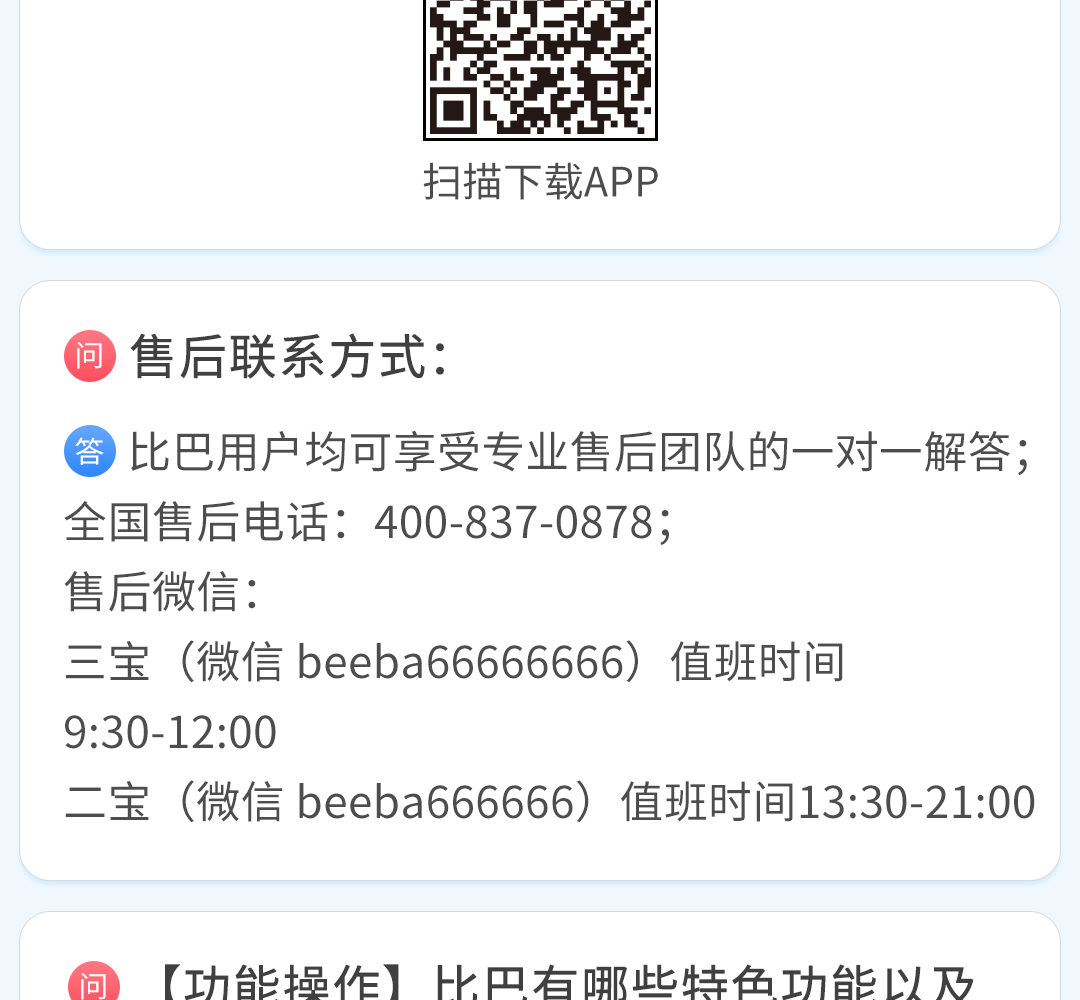 扫描下载APP
问 售后联系方式：
答 比巴用户均可享受专业售后团队的一对一解答；
全国售后电话：400-837-0878；
售后微信：
三宝（微信 beeba66666666）值班时间
9:30-12:00
二宝（微信 beeba666666）值班时间13:30-21:00
问 【功能操作】比巴有哪些特色功能以及